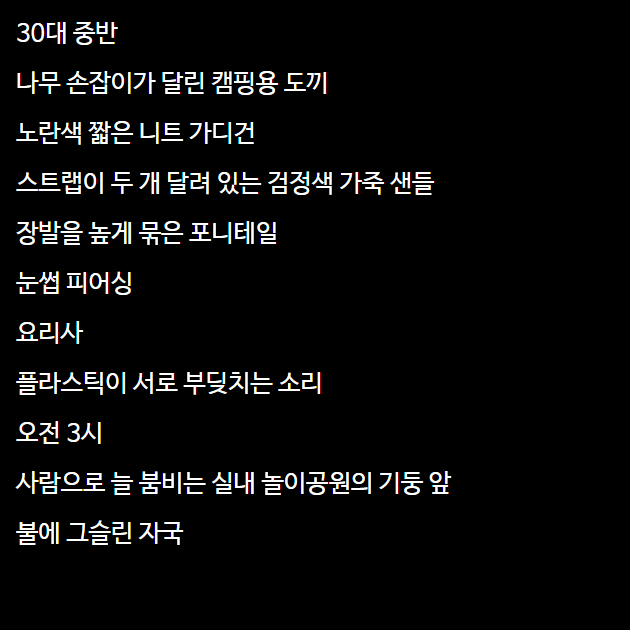 30대 중반
나무 손잡이가 달린 캠핑용 도끼
노란색 짧은 니트 가디건
스트랩이 두 개 달려 있는 검정색 가죽 샌들
장발을 높게 묶은 포니테일
눈썹 피어싱
요리사
플라스틱이 서로 부딪치는 소리
오전 3시
사람으로 늘 붐비는 실내 놀이공원의 기둥 앞
불에 그슬린 자국